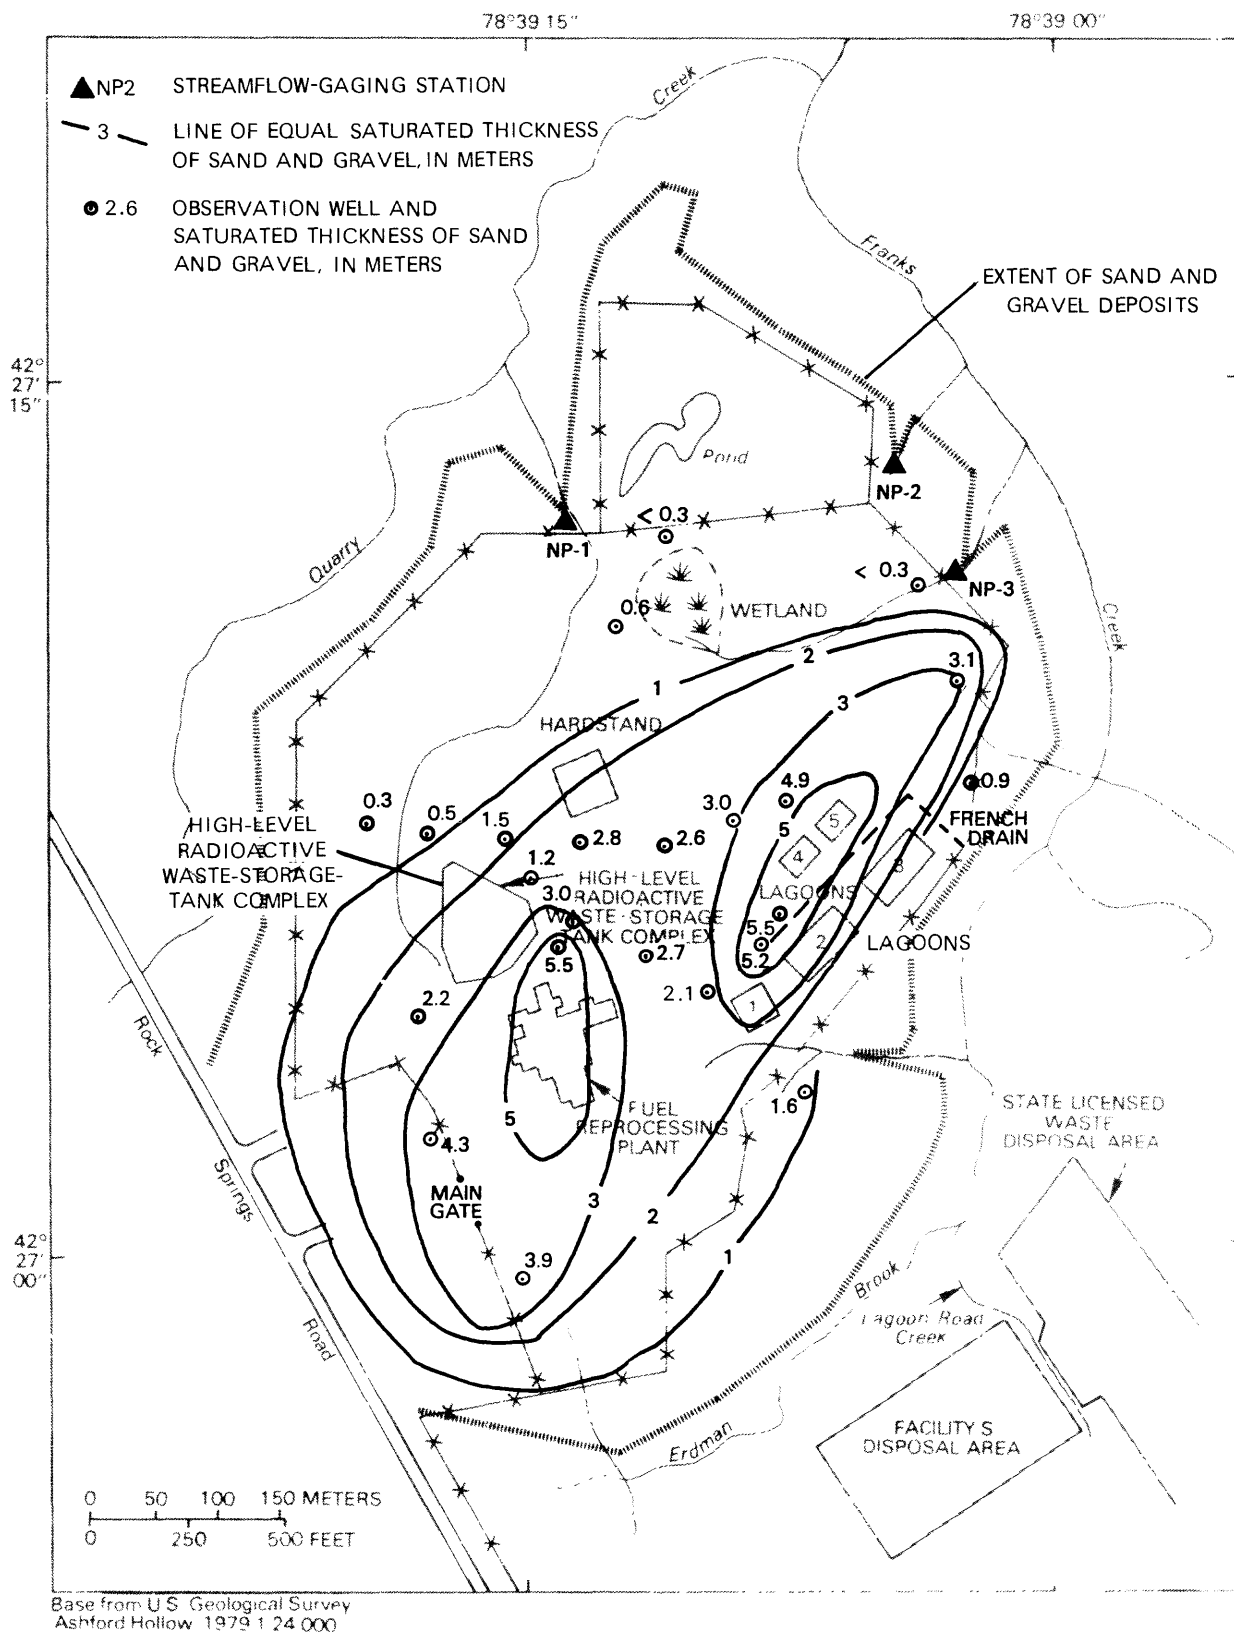 78°39 15″
78°39 00″
NP2 STREAMFLOW-GAGING STATION
3 LINE OF EQUAL SATURATED THICKNESS
OF SAND AND GRAVEL, IN METERS
2.6 OBSERVATION WELL AND
SATURATED THICKNESS OF SAND
AND GRAVEL, IN METERS
Creek
Franks
EXTENT OF SAND AND
GRAVEL DEPOSITS
42°
27′
15″
Pond
NP-2
< 0.3
NP-1
Quarry
< 0.3
NP-3
0.6
WETLAND
Creek
2
1
3.1
3
HARDSTAND
4.9
0.9
0.3
0.5
1.5
3.0
HIGH-LEVEL
RADIOACTIVE
WASTE-STORAGE-
TANK COMPLEX
2.8
2.6
5
5
FRENCH
DRAIN
1.2
4
3
HIGH-LEVEL
RADIOACTIVE
WASTE-STORAGE
TANK COMPLEX
3.0
LAGOONS
5.5
5.5
5.2
2
LAGOONS
2.7
2.2
2.1
1
Rock
1.6
STATE LICENSED
WASTE
DISPOSAL AREA
5
FUEL
REPROCESSING
PLANT
4.3
Springs
MAIN
GATE
3
2
1
42°
27′
00″
3.9
Brook
Lagoon Road
Creek
Road
Erdman
FACILITY S
DISPOSAL AREA
0 50 100 150 METERS
0 250 500 FEET
Base from U S Geological Survey
Ashford Hollow 1979 1 24 000